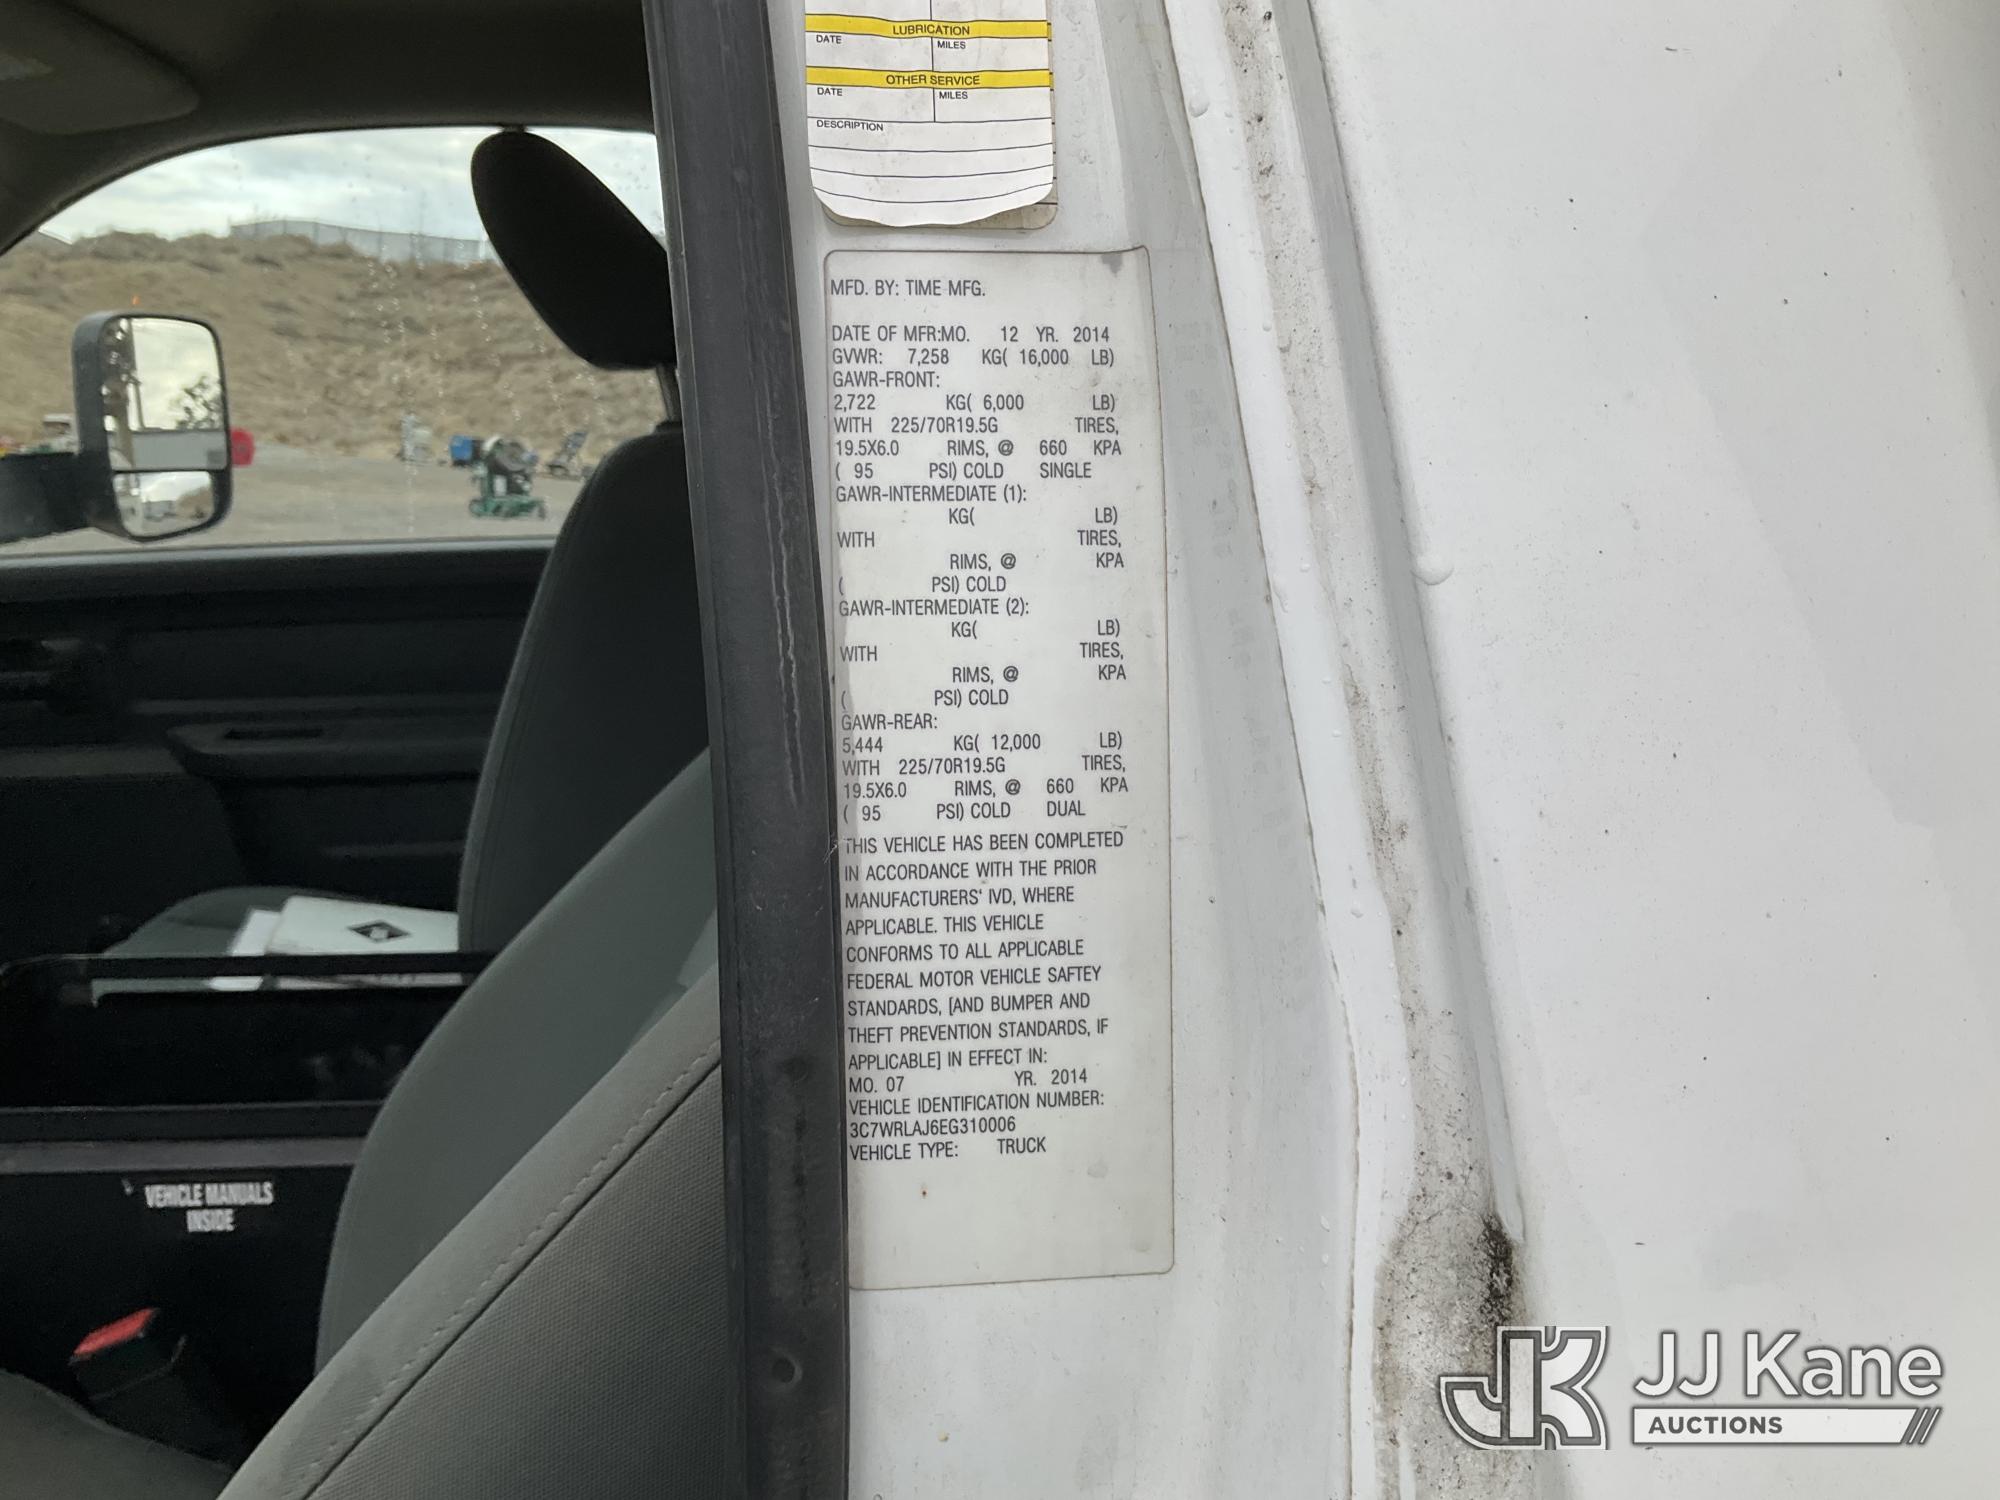 LUBRICATION
DATE MILES
OTHER SERVICE
DATE MILES
DESCRIPTION
MFD. BY: TIME MFG.
DATE OF MFR:MO. 12 YR. 2014
GVWR: 7,258 KG( 16,000 LB)
GAWR-FRONT:
2,722 KG( 6,000 LB)
WITH 225/70R19.5G TIRES,
19.5X6.0 RIMS, @ 660 KPA
( 95 PSI) COLD SINGLE
GAWR-INTERMEDIATE (1):
KG( LB)
WITH TIRES,
RIMS, @ KPA
( PSI) COLD
GAWR-INTERMEDIATE (2):
KG( LB)
WITH TIRES,
RIMS, @ KPA
( PSI) COLD
GAWR-REAR:
5,444 KG( 12,000 LB)
WITH 225/70R19.5G TIRES,
19.5X6.0 RIMS, @ 660 KPA
( 95 PSI) COLD DUAL
THIS VEHICLE HAS BEEN COMPLETED
IN ACCORDANCE WITH THE PRIOR
MANUFACTURERS' IVD, WHERE
APPLICABLE. THIS VEHICLE
CONFORMS TO ALL APPLICABLE
FEDERAL MOTOR VEHICLE SAFTEY
STANDARDS, [AND BUMPER AND
THEFT PREVENTION STANDARDS, IF
APPLICABLE] IN EFFECT IN:
MO. 07 YR. 2014
VEHICLE IDENTIFICATION NUMBER:
3C7WRLAJ6EG310006
VEHICLE TYPE: TRUCK
VEHICLE MANUALS
INSIDE
JK JJ Kane
AUCTIONS